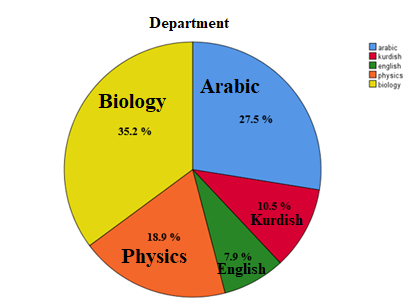 Department
arabic
kurdish
english
physics
biology
Arabic
27.5 %
Biology
35.2 %
10.5 %
Kurdish
18.9 %
Physics
7.9 %
English